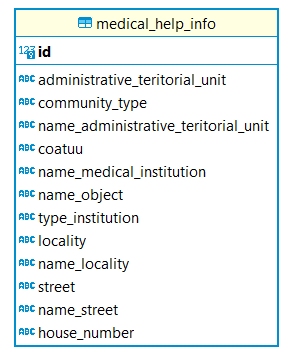 medical_help_info
123 id
ABC administrative_teritorial_unit
ABC community_type
ABC name_administrative_teritorial_unit
ABC coatuu
ABC name_medical_institution
ABC name_object
ABC type_institution
ABC locality
ABC name_locality
ABC street
ABC name_street
ABC house_number